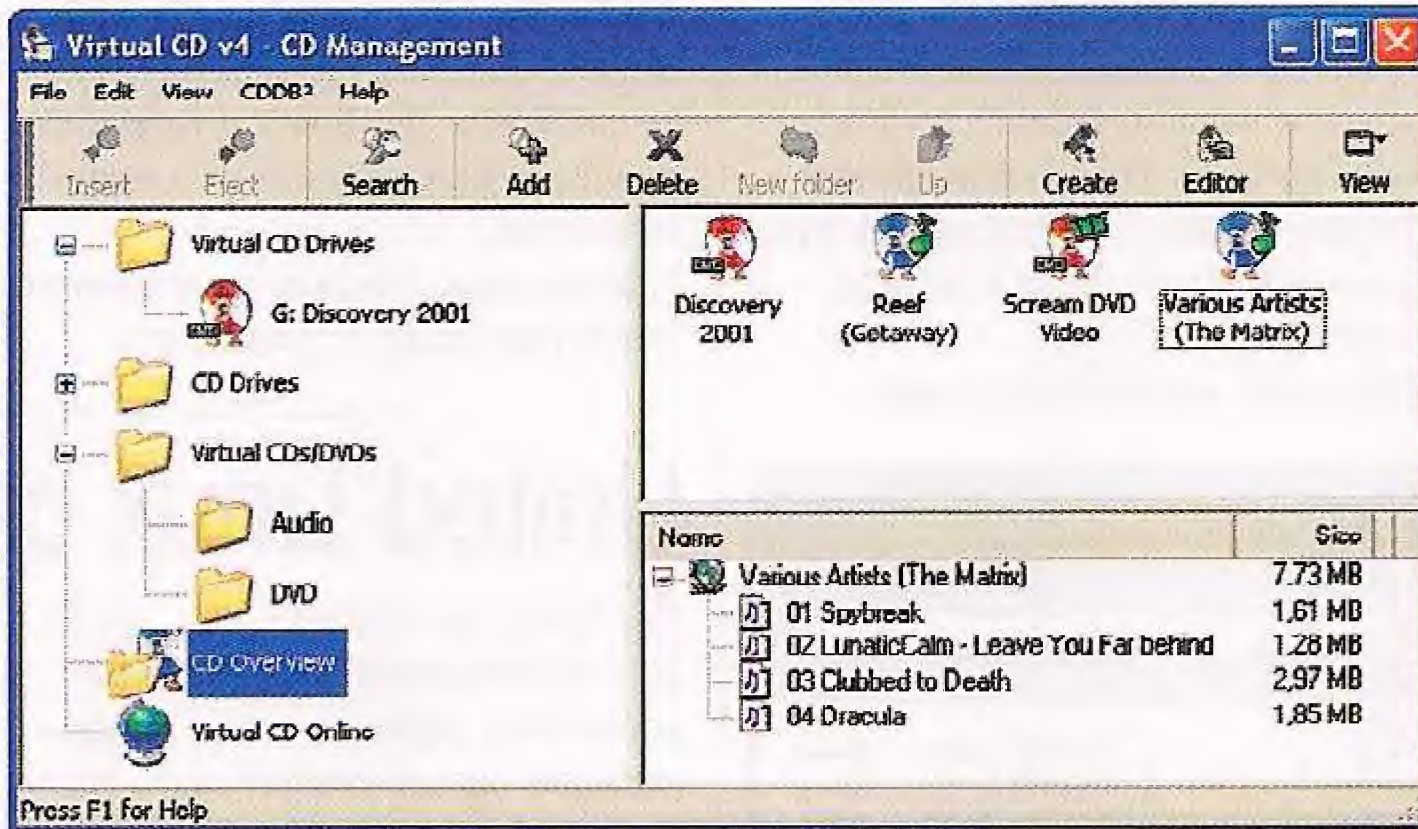 Virtual CD v4 - CD Management
File Edit View CDDB² Help
Insert Eject Search Add Delete New folder Up Create Editor View
Virtual CD Drives
G: Discovery 2001
CD Drives
Virtual CDs/DVDs
Audio
DVD
CD Overview
Virtual CD Online
Discovery 2001
Reef (Getaway)
Scream DVD Video
Various Artists (The Matrix)
Name Size
Various Artists (The Matrix) 7.73 MB
01 Spybreak 1,61 MB
02 LunaticCalm - Leave You Far behind 1.28 MB
03 Clubbed to Death 2,97 MB
04 Dracula 1,85 MB
Press F1 for Help